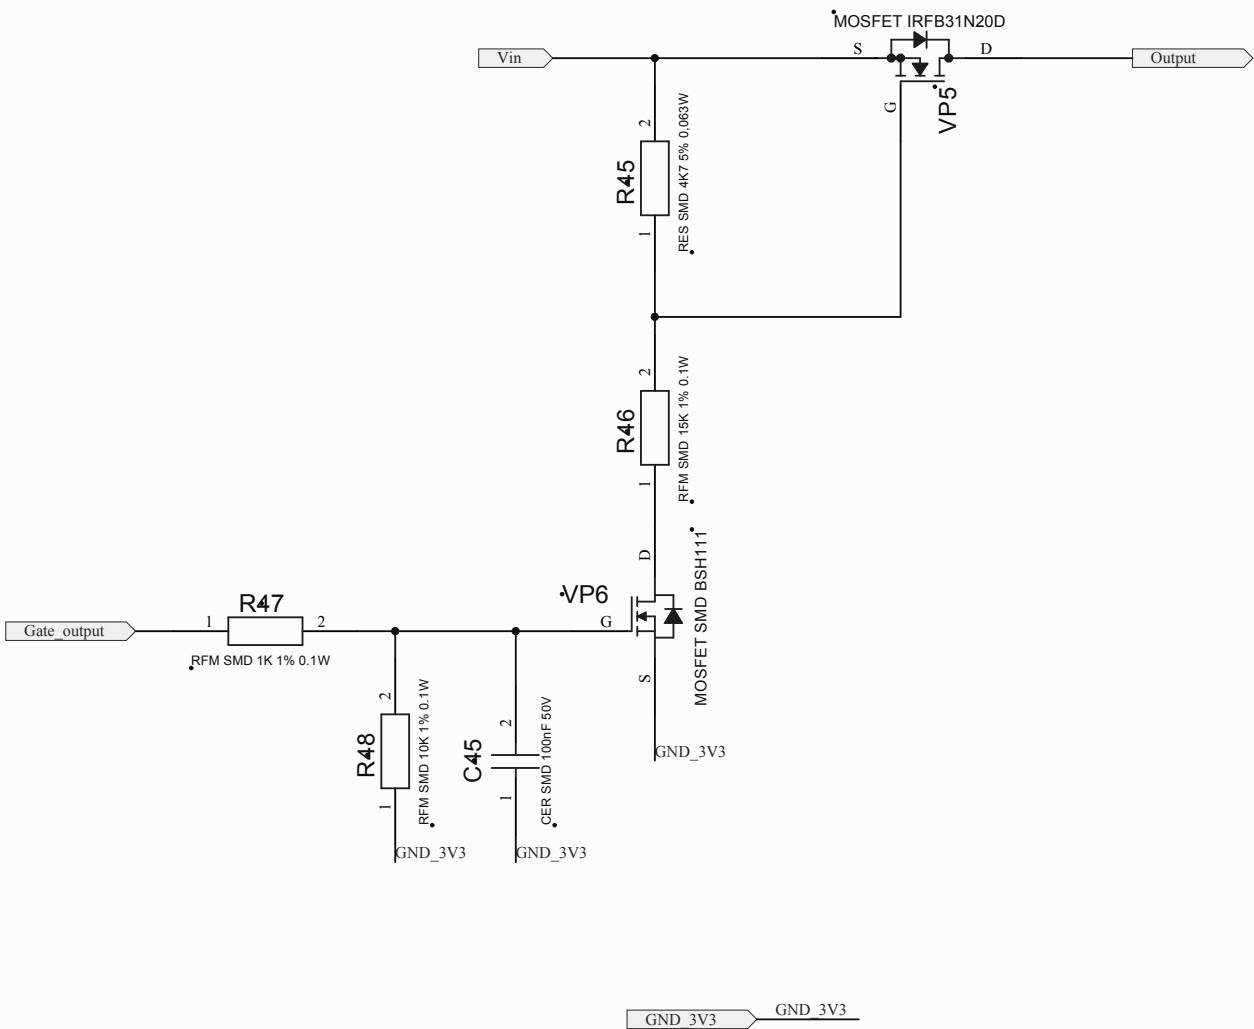 MOSFET IRFB31N20D
Vin
S
D
Output
G
VP5
2
R45
RES SMD 4K7 5% 0,063W
1
2
R46
RFM SMD 15K 1% 0.1W
1
D
VP6
MOSFET SMD BSH111
G
S
GND_3V3
Gate_output
1
R47
2
RFM SMD 1K 1% 0.1W
2
R48
RFM SMD 10K 1% 0.1W
1
GND_3V3
2
C45
CER SMD 100nF 50V
1
GND_3V3
GND_3V3
GND_3V3